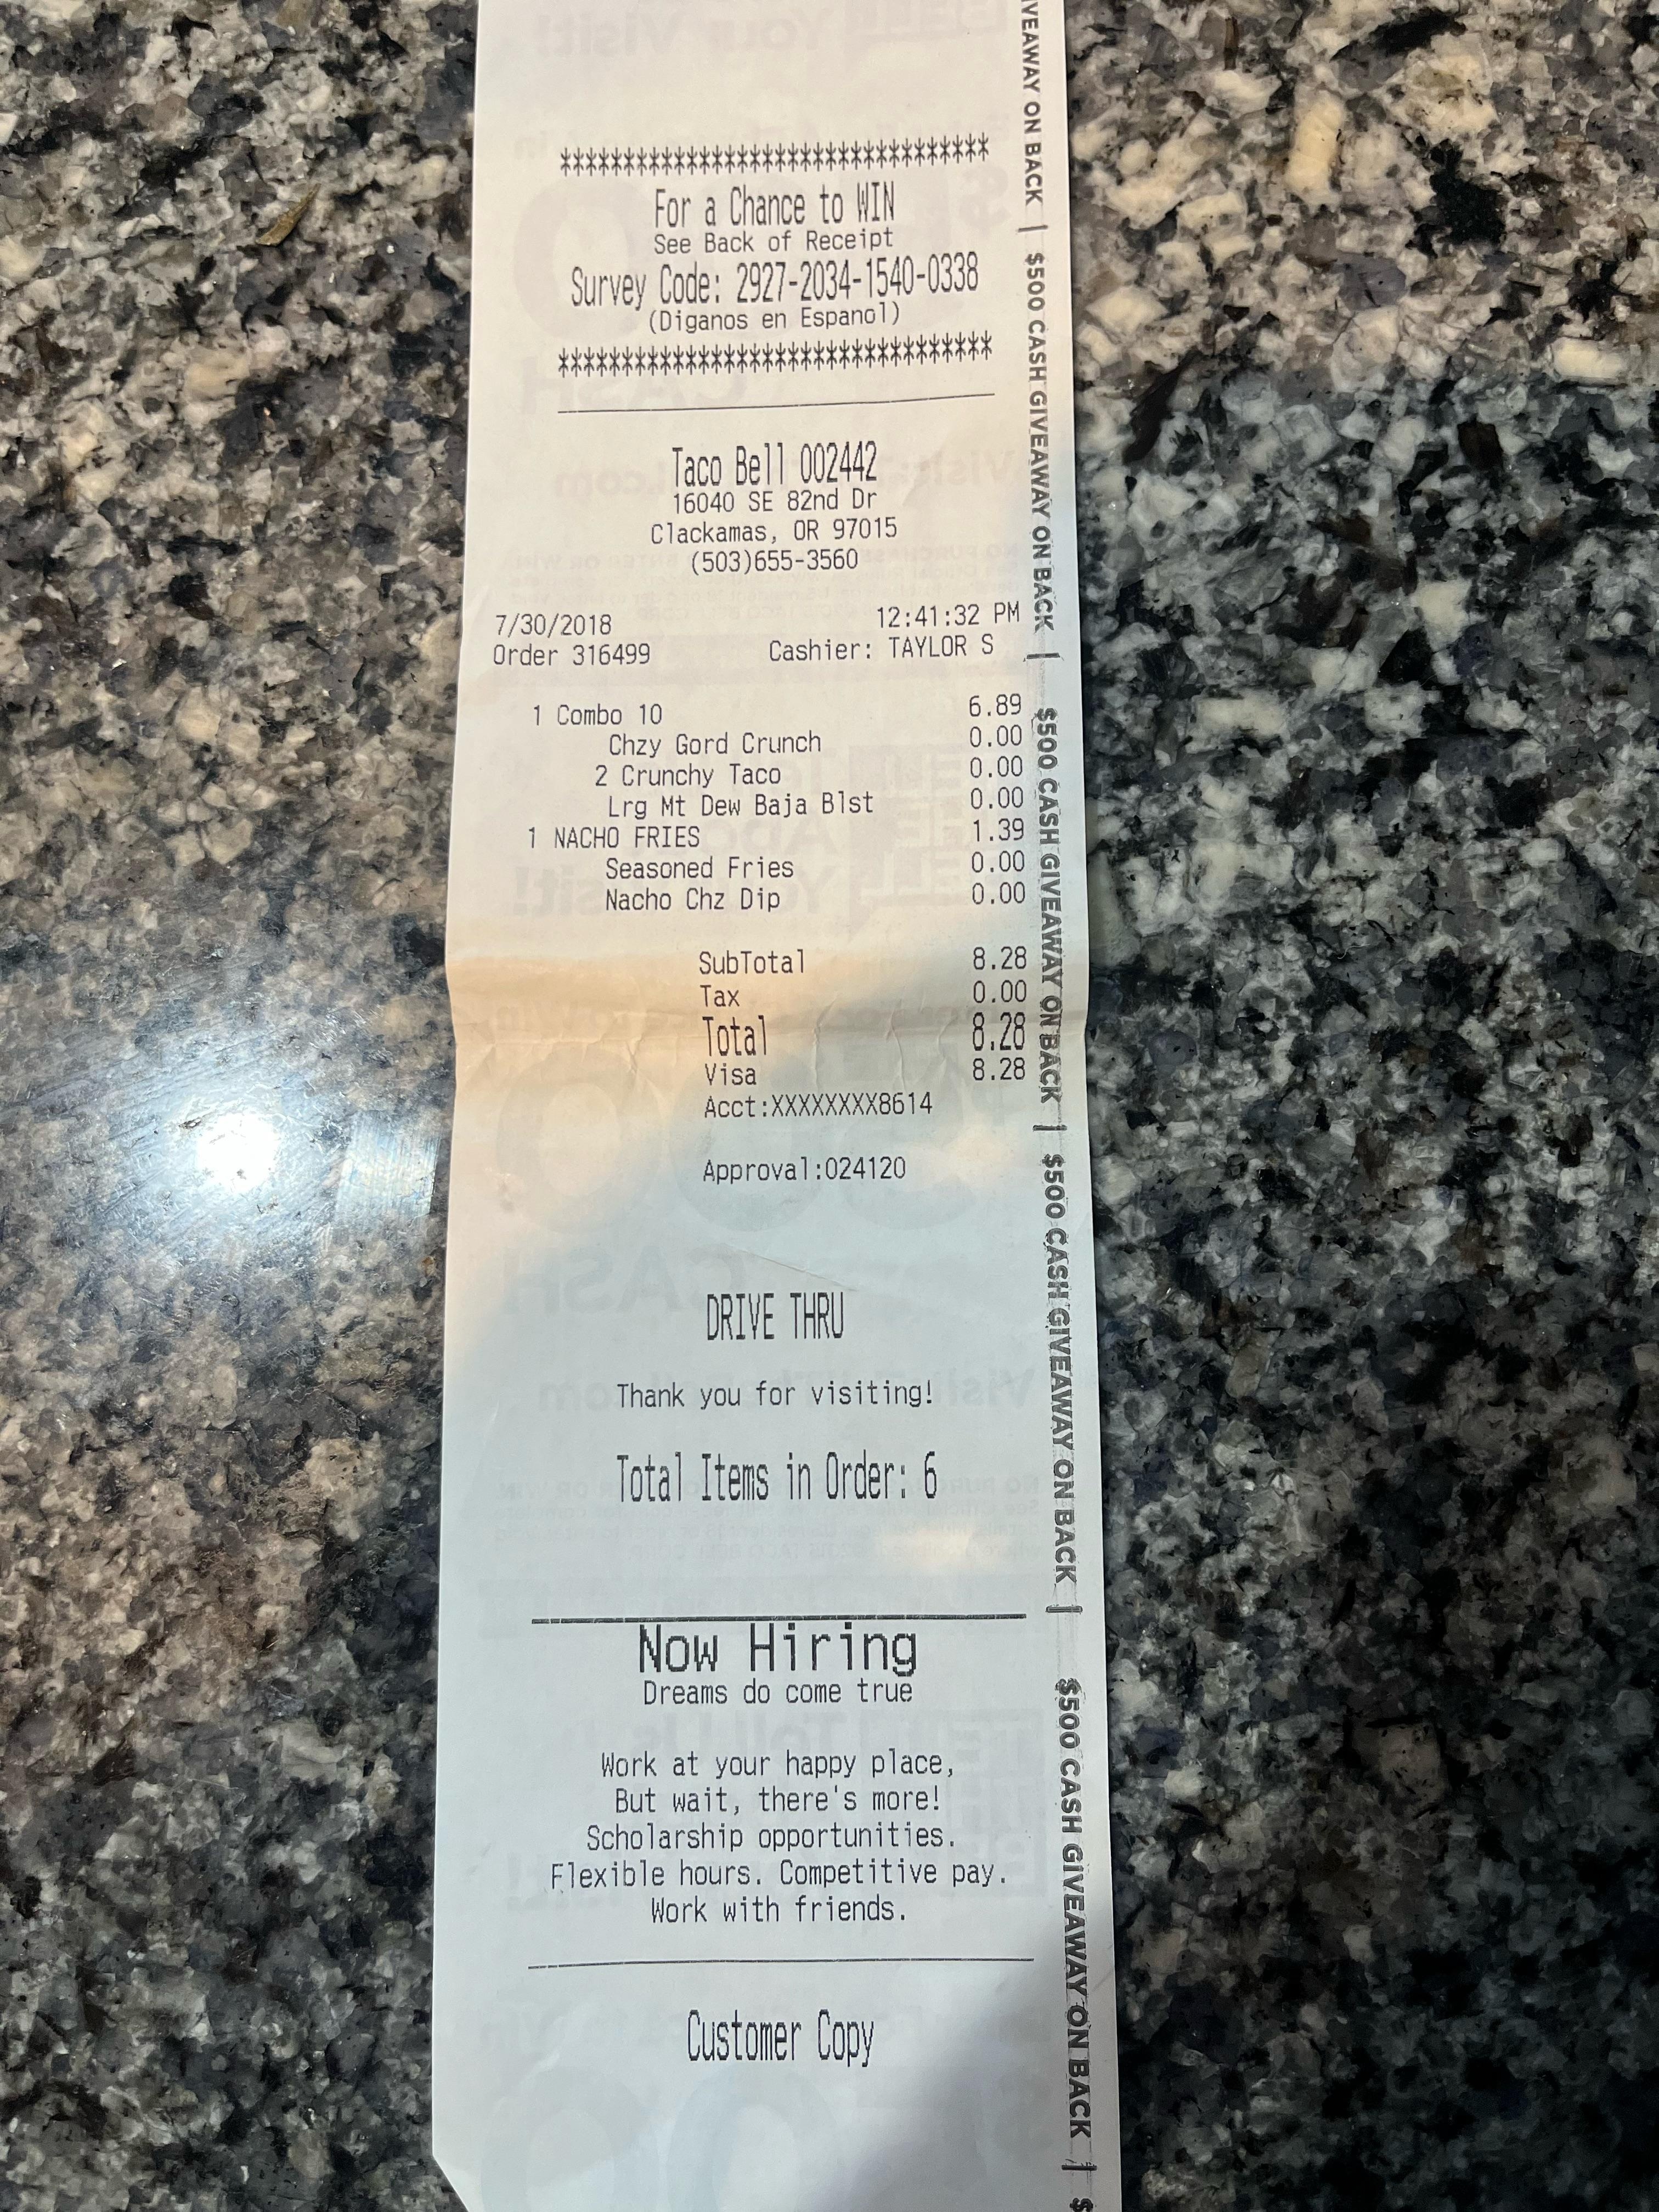 *********************************
For a Chance to WIN
See Back of Receipt
Survey Code: 2927-2034-1540-0338
(Diganos en Espanol)
*********************************
Taco Bell 002442
16040 SE 82nd Dr
Clackamas, OR 97015
(503)655-3560
7/30/2018 12:41:32 PM
Order 316499 Cashier: TAYLOR S
1 Combo 10 6.89
Chzy Gord Crunch 0.00
2 Crunchy Taco 0.00
Lrg Mt Dew Baja Blst 0.00
1 NACHO FRIES 1.39
Seasoned Fries 0.00
Nacho Chz Dip 0.00
SubTotal 8.28
Tax 0.00
Total 8.28
Visa 8.28
Acct:XXXXXXXX8614
Approval:024120
DRIVE THRU
Thank you for visiting!
Total Items in Order: 6
Now Hiring
Dreams do come true
Work at your happy place,
But wait, there's more!
Scholarship opportunities.
Flexible hours. Competitive pay.
Work with friends.
Customer Copy
ON BACK | $500 CASH GIVEAWAY ON BACK | $500 CASH GIVEAWAY ON BACK | $500 CASH GIVEAWAY ON BACK | $500 CASH GIVEAWAY ON BACK |